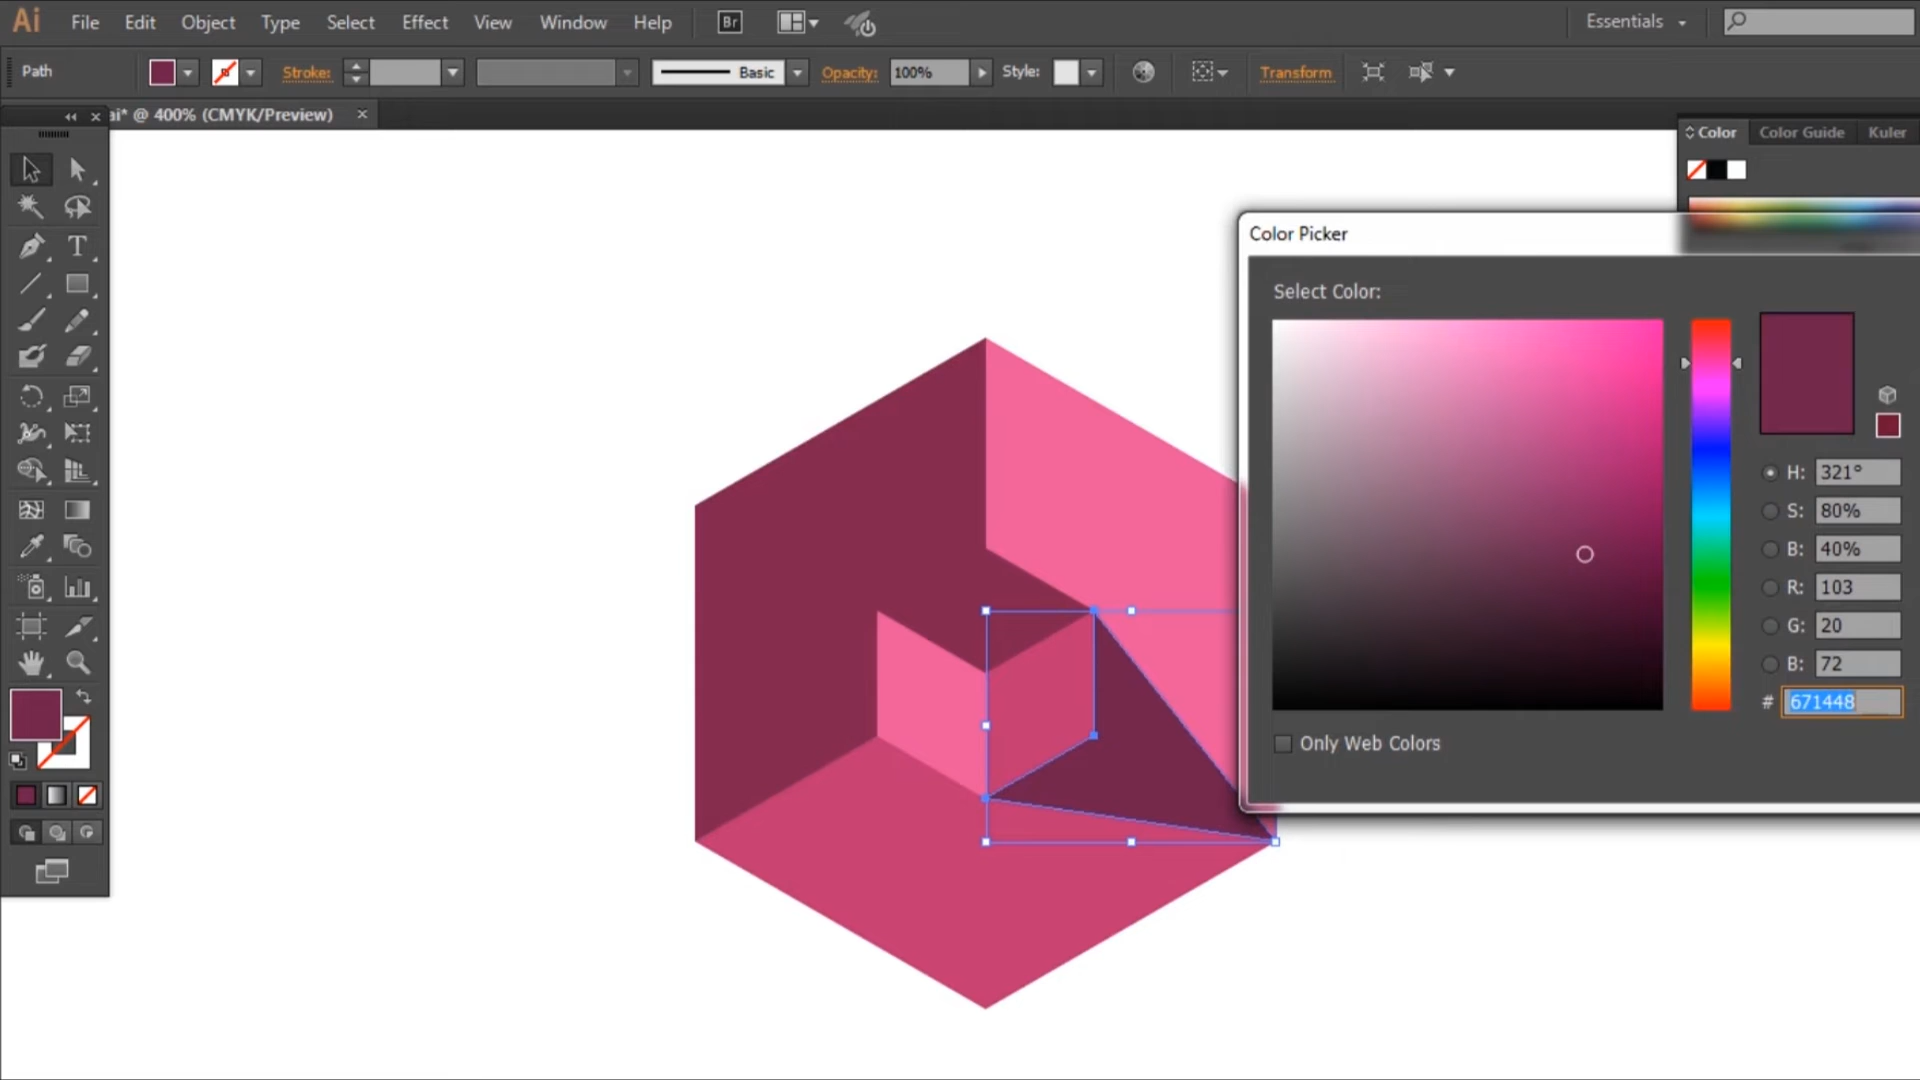 Ai File Edit Object Type Select Effect View Window Help Br Essentials
Path Stroke: Basic Opacity: 100% Style: Transform
ai* @ 400% (CMYK/Preview) ×
Color Color Guide Kuler
Color Picker
Select Color:
H: 321°
S: 80%
B: 40%
R: 103
G: 20
B: 72
# 671448
Only Web Colors